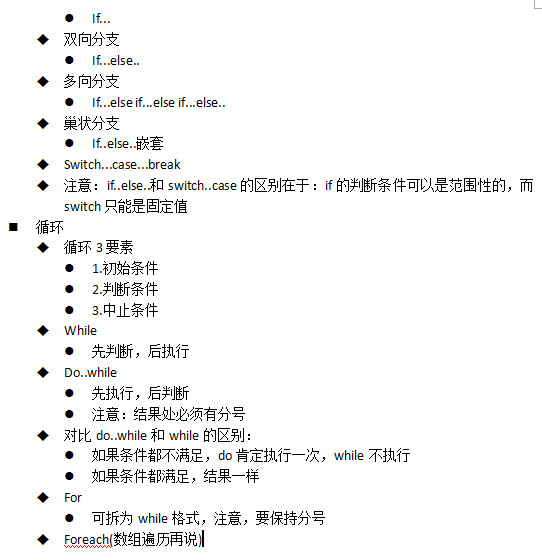 If...
双向分支
If...else..
多向分支
If...else if...else if...else..
巢状分支
If..else..嵌套
Switch...case...break
注意：if..else..和 switch..case 的区别在于：if 的判断条件可以是范围性的，而
switch 只能是固定值
循环
循环 3 要素
1.初始条件
2.判断条件
3.中止条件
While
先判断，后执行
Do..while
先执行，后判断
注意：结果处必须有分号
对比 do..while 和 while 的区别：
如果条件都不满足，do 肯定执行一次，while 不执行
如果条件都满足，结果一样
For
可拆为 while 格式，注意，要保持分号
Foreach(数组遍历再说)